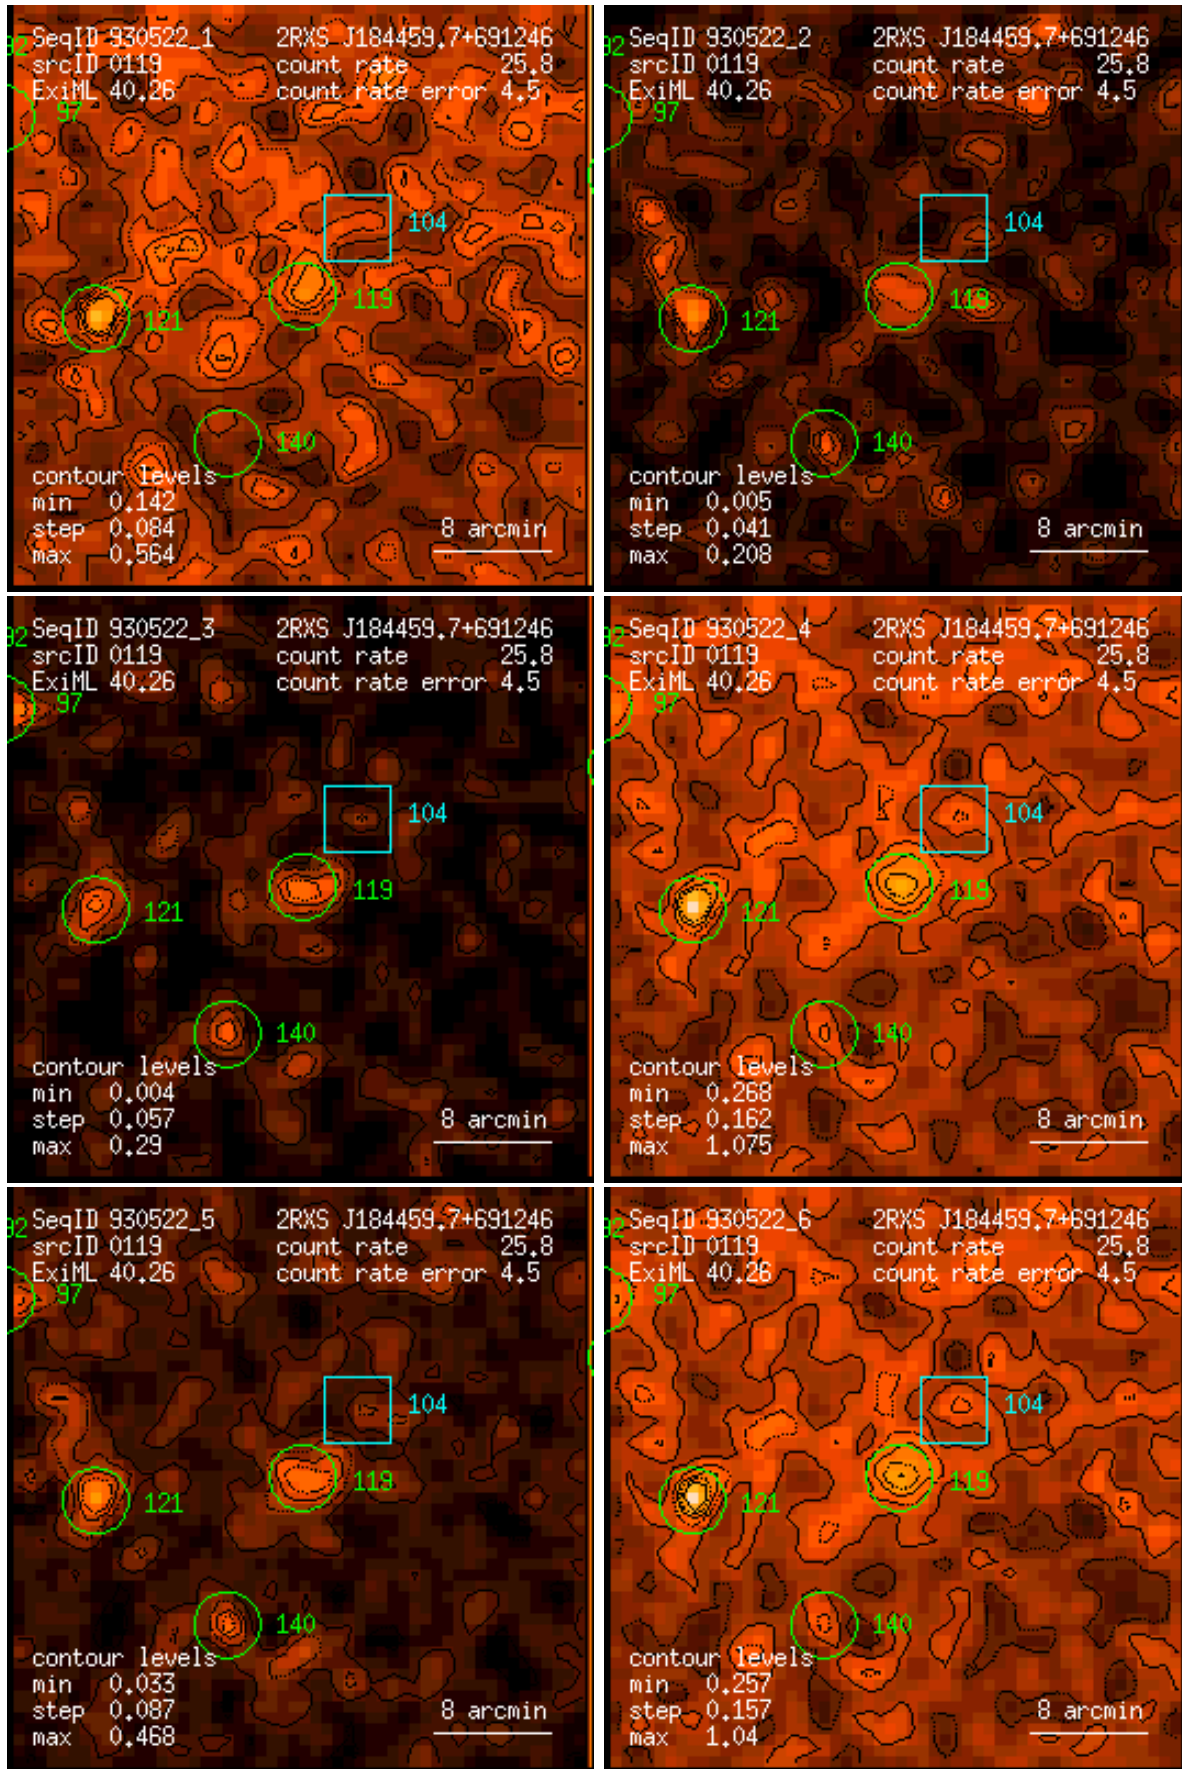 92 SeqID 930522_1 2RXS J184459.7+691246
srcID 0119 count rate 25.8
ExiML 40.26 count rate error 4.5
97
104
119
121
140
contour levels
min 0.142
step 0.084 8 arcmin
max 0.564
92 SeqID 930522_2 2RXS J184459.7+691246
srcID 0119 count rate 25.8
ExiML 40.26 count rate error 4.5
97
104
119
121
140
contour levels
min 0.005
step 0.041 8 arcmin
max 0.208
92 SeqID 930522_3 2RXS J184459.7+691246
srcID 0119 count rate 25.8
ExiML 40.26 count rate error 4.5
97
104
119
121
140
contour levels
min 0.004
step 0.057 8 arcmin
max 0.29
92 SeqID 930522_4 2RXS J184459.7+691246
srcID 0119 count rate 25.8
ExiML 40.26 count rate error 4.5
97
104
119
121
140
contour levels
min 0.268
step 0.162 8 arcmin
max 1.075
92 SeqID 930522_5 2RXS J184459.7+691246
srcID 0119 count rate 25.8
ExiML 40.26 count rate error 4.5
97
104
119
121
140
contour levels
min 0.033
step 0.087 8 arcmin
max 0.468
92 SeqID 930522_6 2RXS J184459.7+691246
srcID 0119 count rate 25.8
ExiML 40.26 count rate error 4.5
97
104
119
121
140
contour levels
min 0.257
step 0.157 8 arcmin
max 1.04